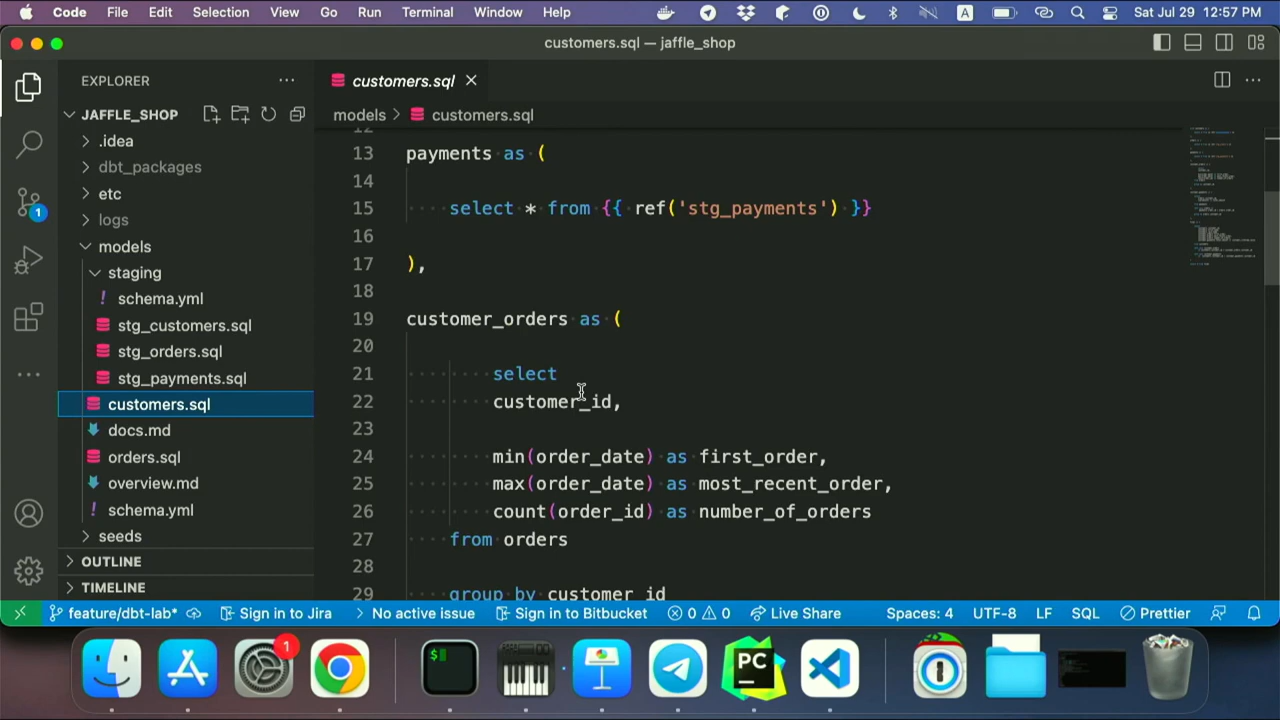 Code File Edit Selection View Go Run Terminal Window Help A Sat Jul 29 12:57 PM
customers.sql — jaffle_shop
EXPLORER ···
customers.sql ×
JAFFLE_SHOP
models > customers.sql
.idea
dbt_packages
etc
logs
models
staging
! schema.yml
stg_customers.sql
stg_orders.sql
stg_payments.sql
customers.sql
docs.md
orders.sql
overview.md
! schema.yml
seeds
OUTLINE
TIMELINE
1
12
13 payments as (
14
15 select * from {{ ref('stg_payments') }}
16
17 ),
18
19 customer_orders as (
20
21 select
22 customer_id,
23
24 min(order_date) as first_order,
25 max(order_date) as most_recent_order,
26 count(order_id) as number_of_orders
27 from orders
28
29 group by customer_id
feature/dbt-lab* Sign in to Jira > No active issue Sign in to Bitbucket 0 0 Live Share Spaces: 4 UTF-8 LF SQL Prettier
1
$
PC